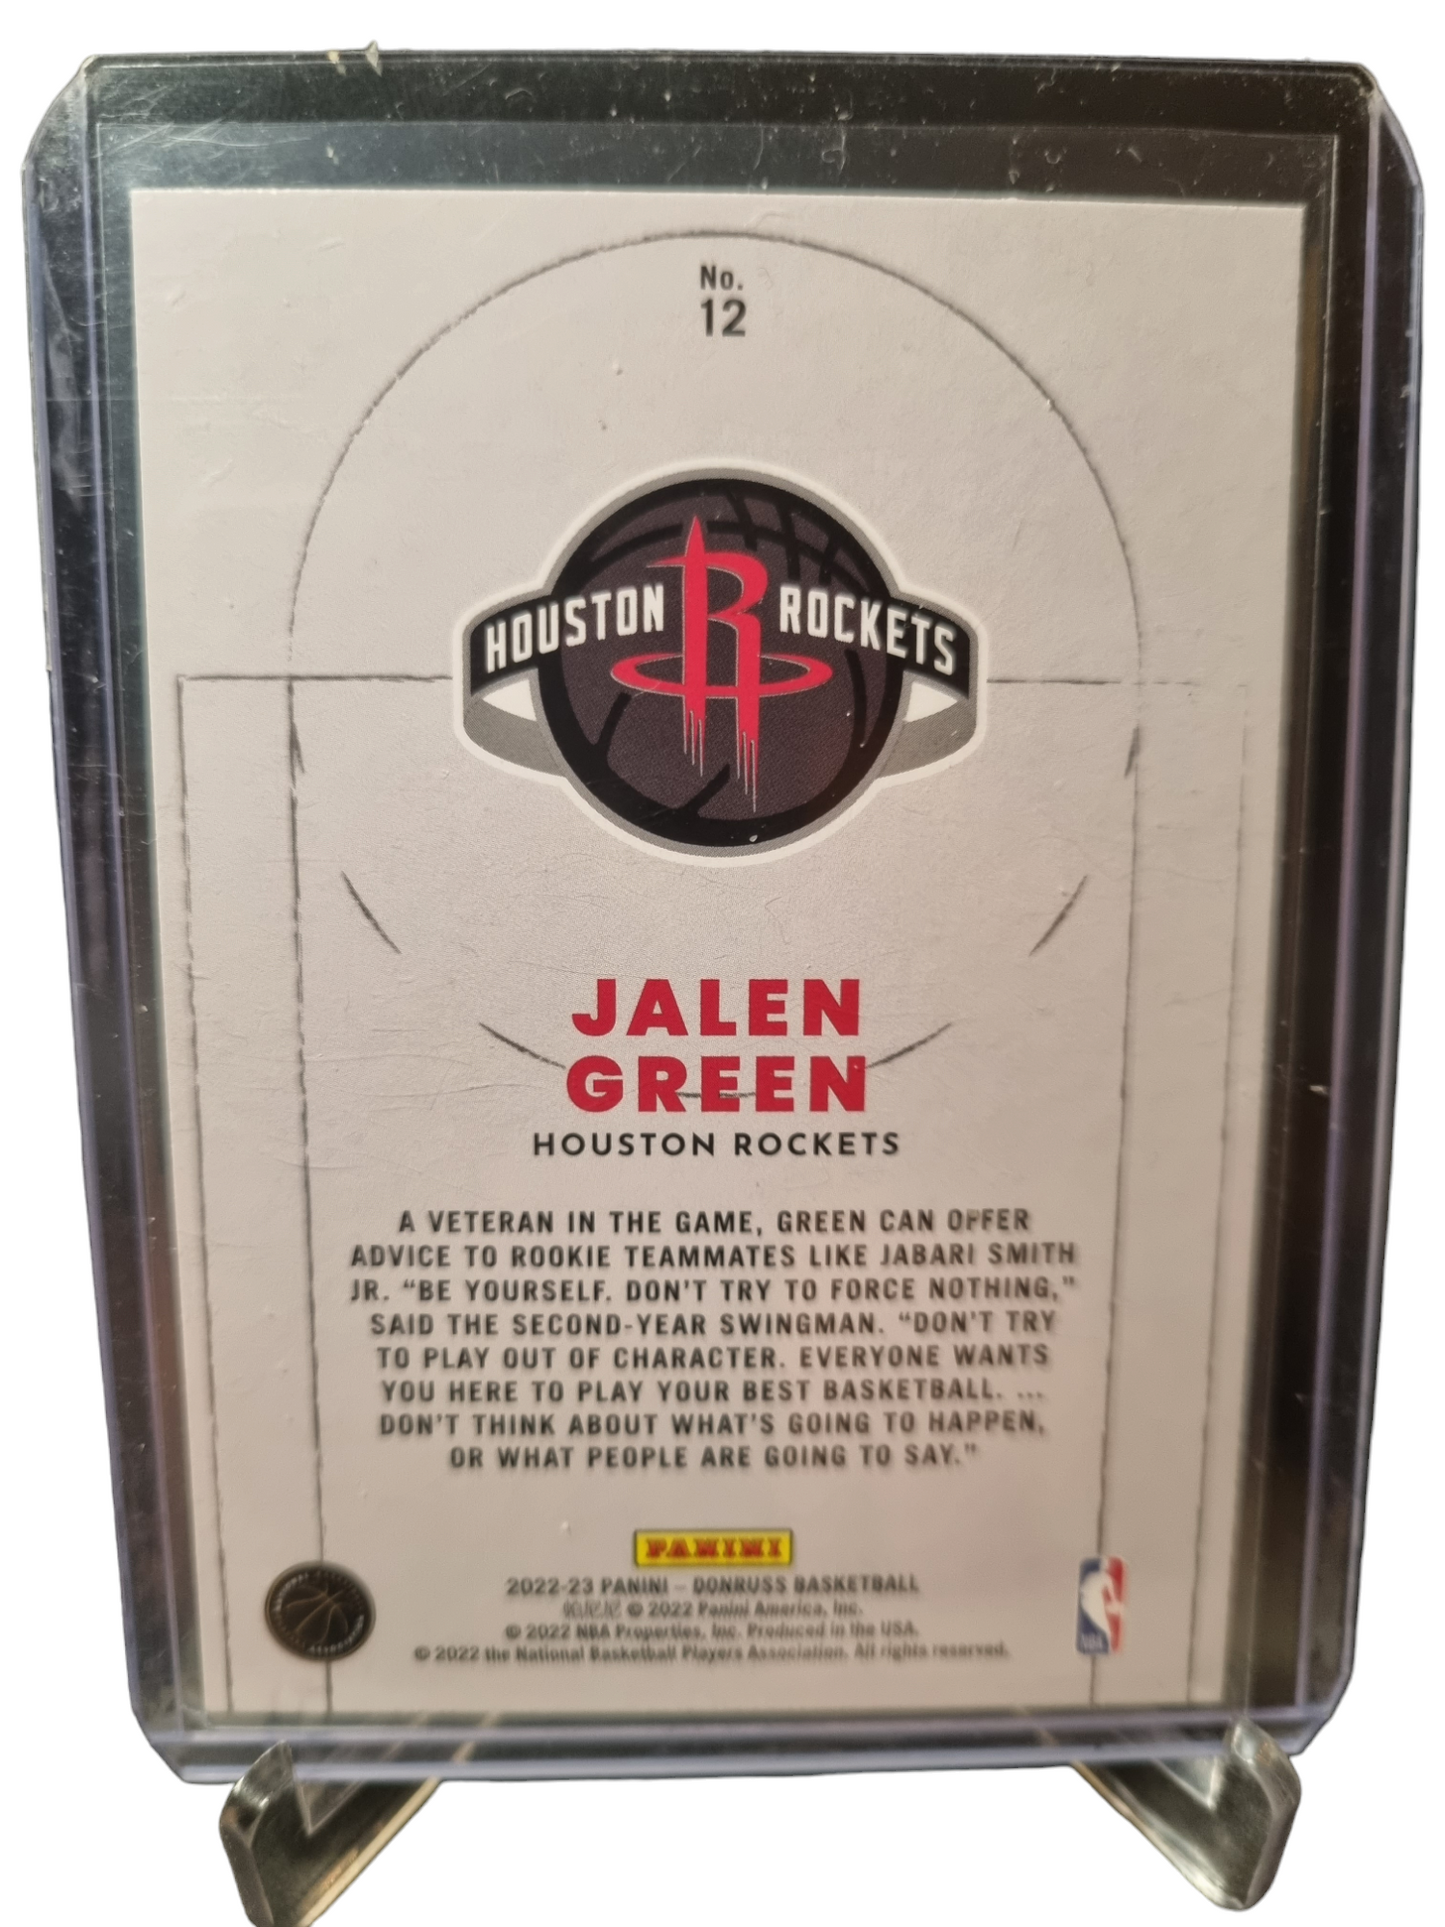 No.
12
HOUSTON R ROCKETS
JALEN
GREEN
HOUSTON ROCKETS
A VETERAN IN THE GAME, GREEN CAN OFFER
ADVICE TO ROOKIE TEAMMATES LIKE JABARI SMITH
JR. “BE YOURSELF. DON'T TRY TO FORCE NOTHING,”
SAID THE SECOND-YEAR SWINGMAN. “DON'T TRY
TO PLAY OUT OF CHARACTER. EVERYONE WANTS
YOU HERE TO PLAY YOUR BEST BASKETBALL. ...
DON'T THINK ABOUT WHAT'S GOING TO HAPPEN,
OR WHAT PEOPLE ARE GOING TO SAY.”
PANINI
2022-23 PANINI – DONRUSS BASKETBALL
© 2022 Panini America, Inc.
© 2022 NBA Properties, Inc. Produced in the USA.
© 2022 the National Basketball Players Association. All rights reserved.
NBA